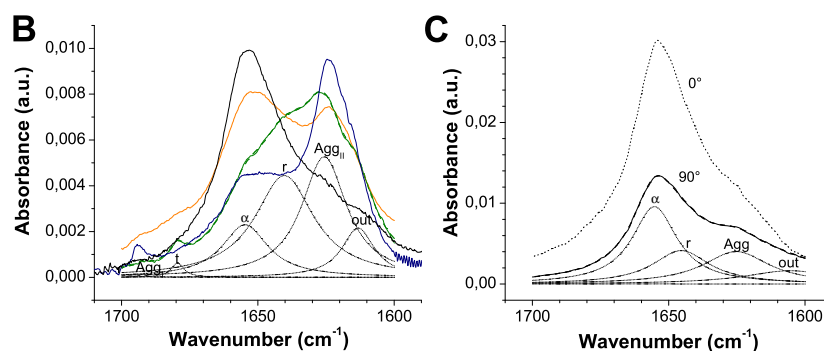 B
Absorbance (a.u.)
0,010
0,008
0,006
0,004
0,002
0,000
Agg
t
α
r
AggII
out
1700
1650
1600
Wavenumber (cm-1)
C
Absorbance (a.u.)
0,03
0,02
0,01
0,00
0°
90°
α
r
Agg
out
1700
1650
1600
Wavenumber (cm-1)